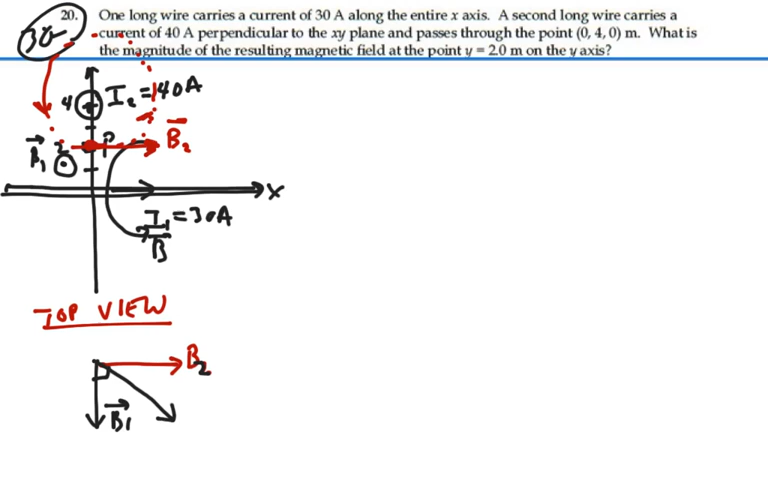 20. One long wire carries a current of 30 A along the entire x axis. A second long wire carries a
current of 40 A perpendicular to the xy plane and passes through the point (0, 4, 0) m. What is
the magnitude of the resulting magnetic field at the point y = 2.0 m on the y axis?
30
4 I₂ = 40A
B₁ 2 P B₂
x
I₁ = 30A
B
TOP VIEW
B₂
B₁